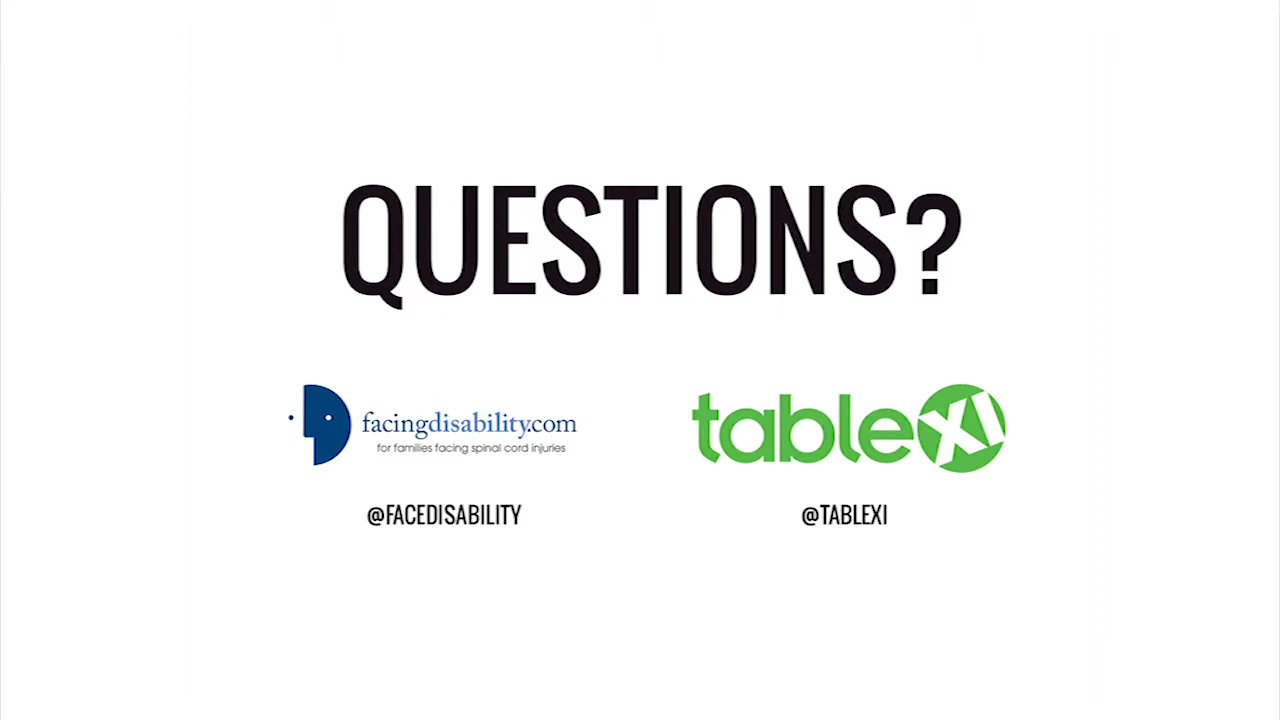 QUESTIONS?
facingdisability.com
for families facing spinal cord injuries
tableXI
@FACEDISABILITY
@TABLEXI